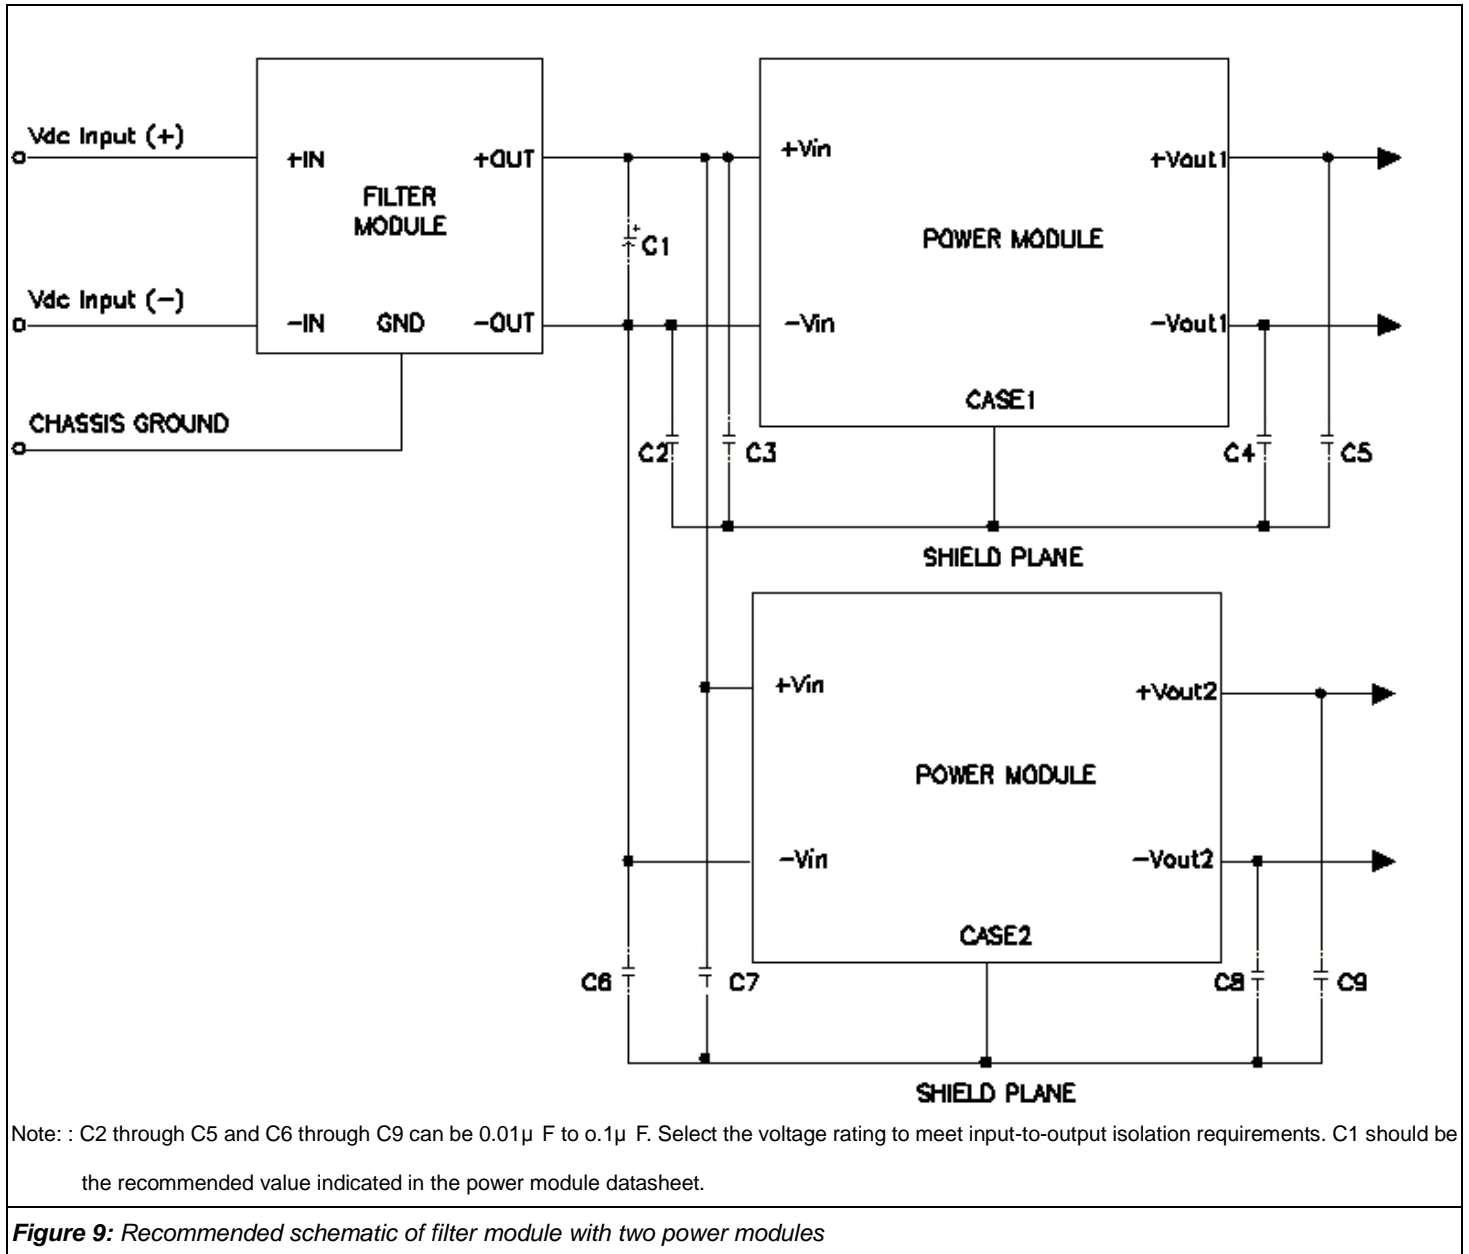 Vdc Input (+)
+IN
+OUT
FILTER
MODULE
Vdc Input (−)
−IN
GND
−OUT
CHASSIS GROUND
+
C1
+Vin
+Vout1
POWER MODULE
−Vin
−Vout1
CASE1
C2
C3
C4
C5
SHIELD PLANE
+Vin
+Vout2
POWER MODULE
−Vin
−Vout2
CASE2
C6
C7
C8
C9
SHIELD PLANE
Note: : C2 through C5 and C6 through C9 can be 0.01µ F to o.1µ F. Select the voltage rating to meet input-to-output isolation requirements. C1 should be
the recommended value indicated in the power module datasheet.
Figure 9: Recommended schematic of filter module with two power modules